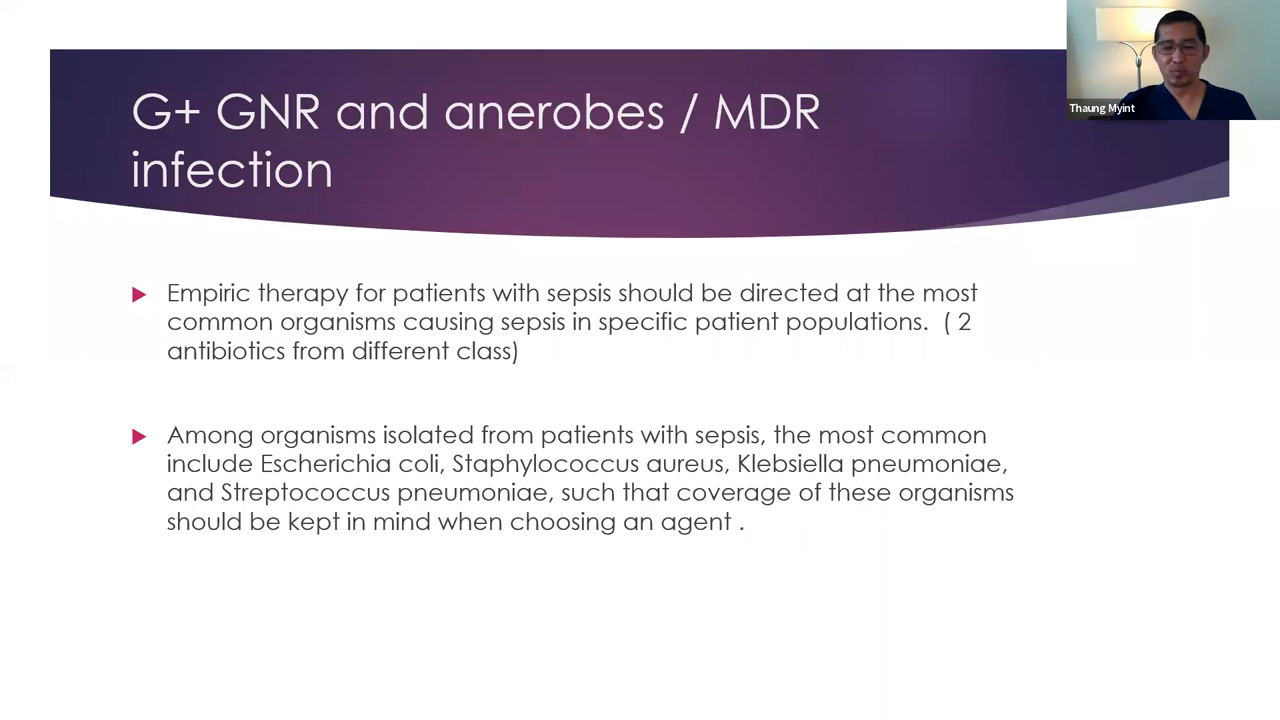 G+ GNR and anerobes / MDR
infection
Thaung Myint
Empiric therapy for patients with sepsis should be directed at the most
common organisms causing sepsis in specific patient populations. ( 2
antibiotics from different class)
Among organisms isolated from patients with sepsis, the most common
include Escherichia coli, Staphylococcus aureus, Klebsiella pneumoniae,
and Streptococcus pneumoniae, such that coverage of these organisms
should be kept in mind when choosing an agent .